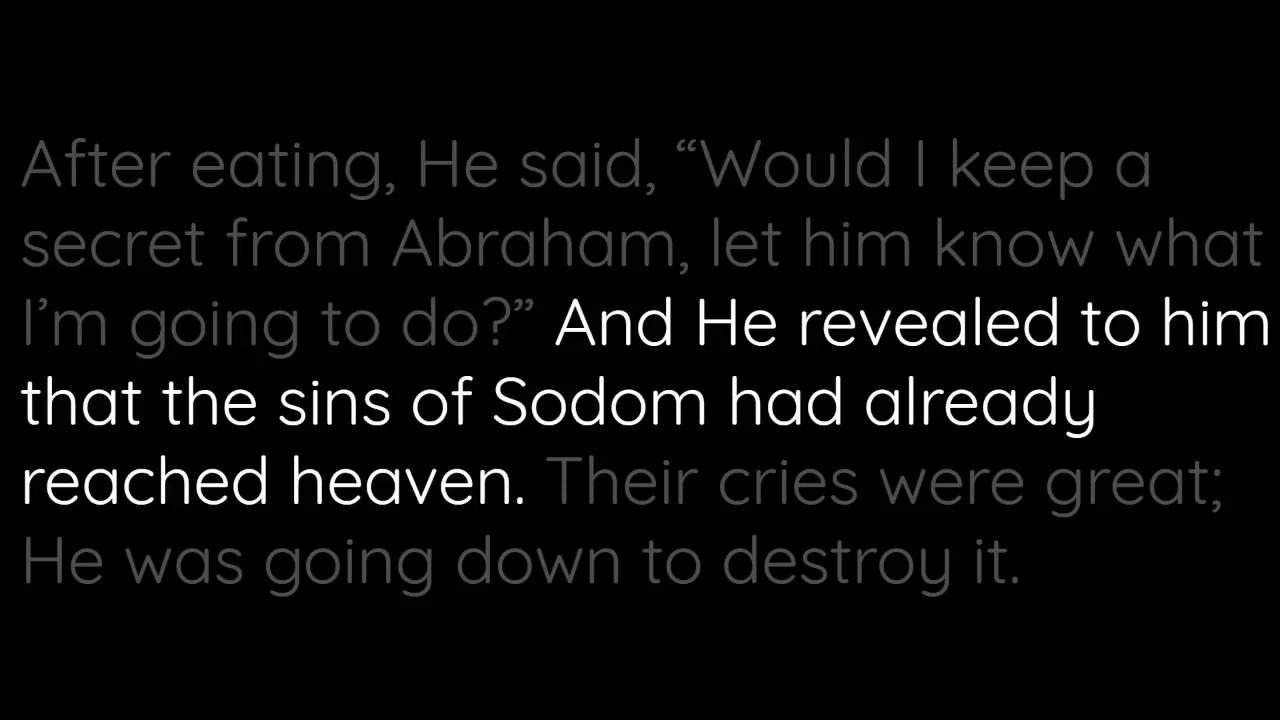 After eating, He said, “Would I keep a
secret from Abraham, let him know what
I’m going to do?” And He revealed to him
that the sins of Sodom had already
reached heaven. Their cries were great;
He was going down to destroy it.